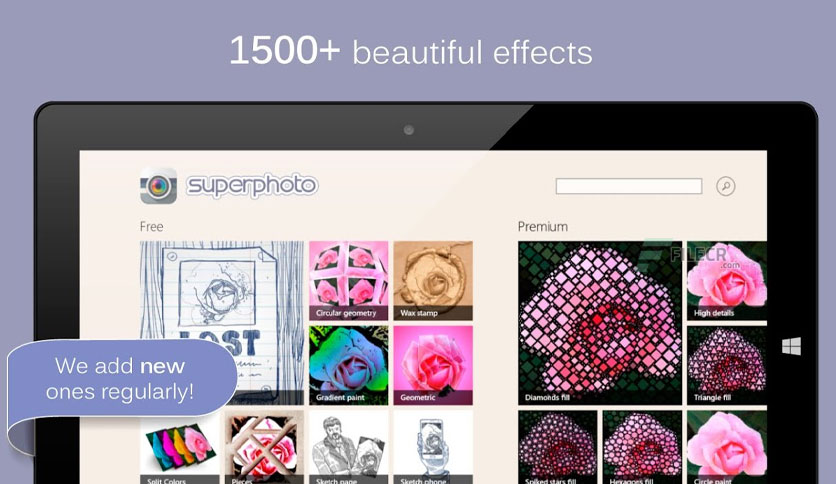 1500+ beautiful effects
superphoto
Free
Premium
FILECR
.com
LOST
Circular geometry
Wax stamp
High details
Gradient paint
Geometric
Diamonds fill
Triangle fill
We add new
ones regularly!
Split Colors
Pieces
Sketch page
Sketch phone
Spiked stars fill
Hexagons fill
Circle paint